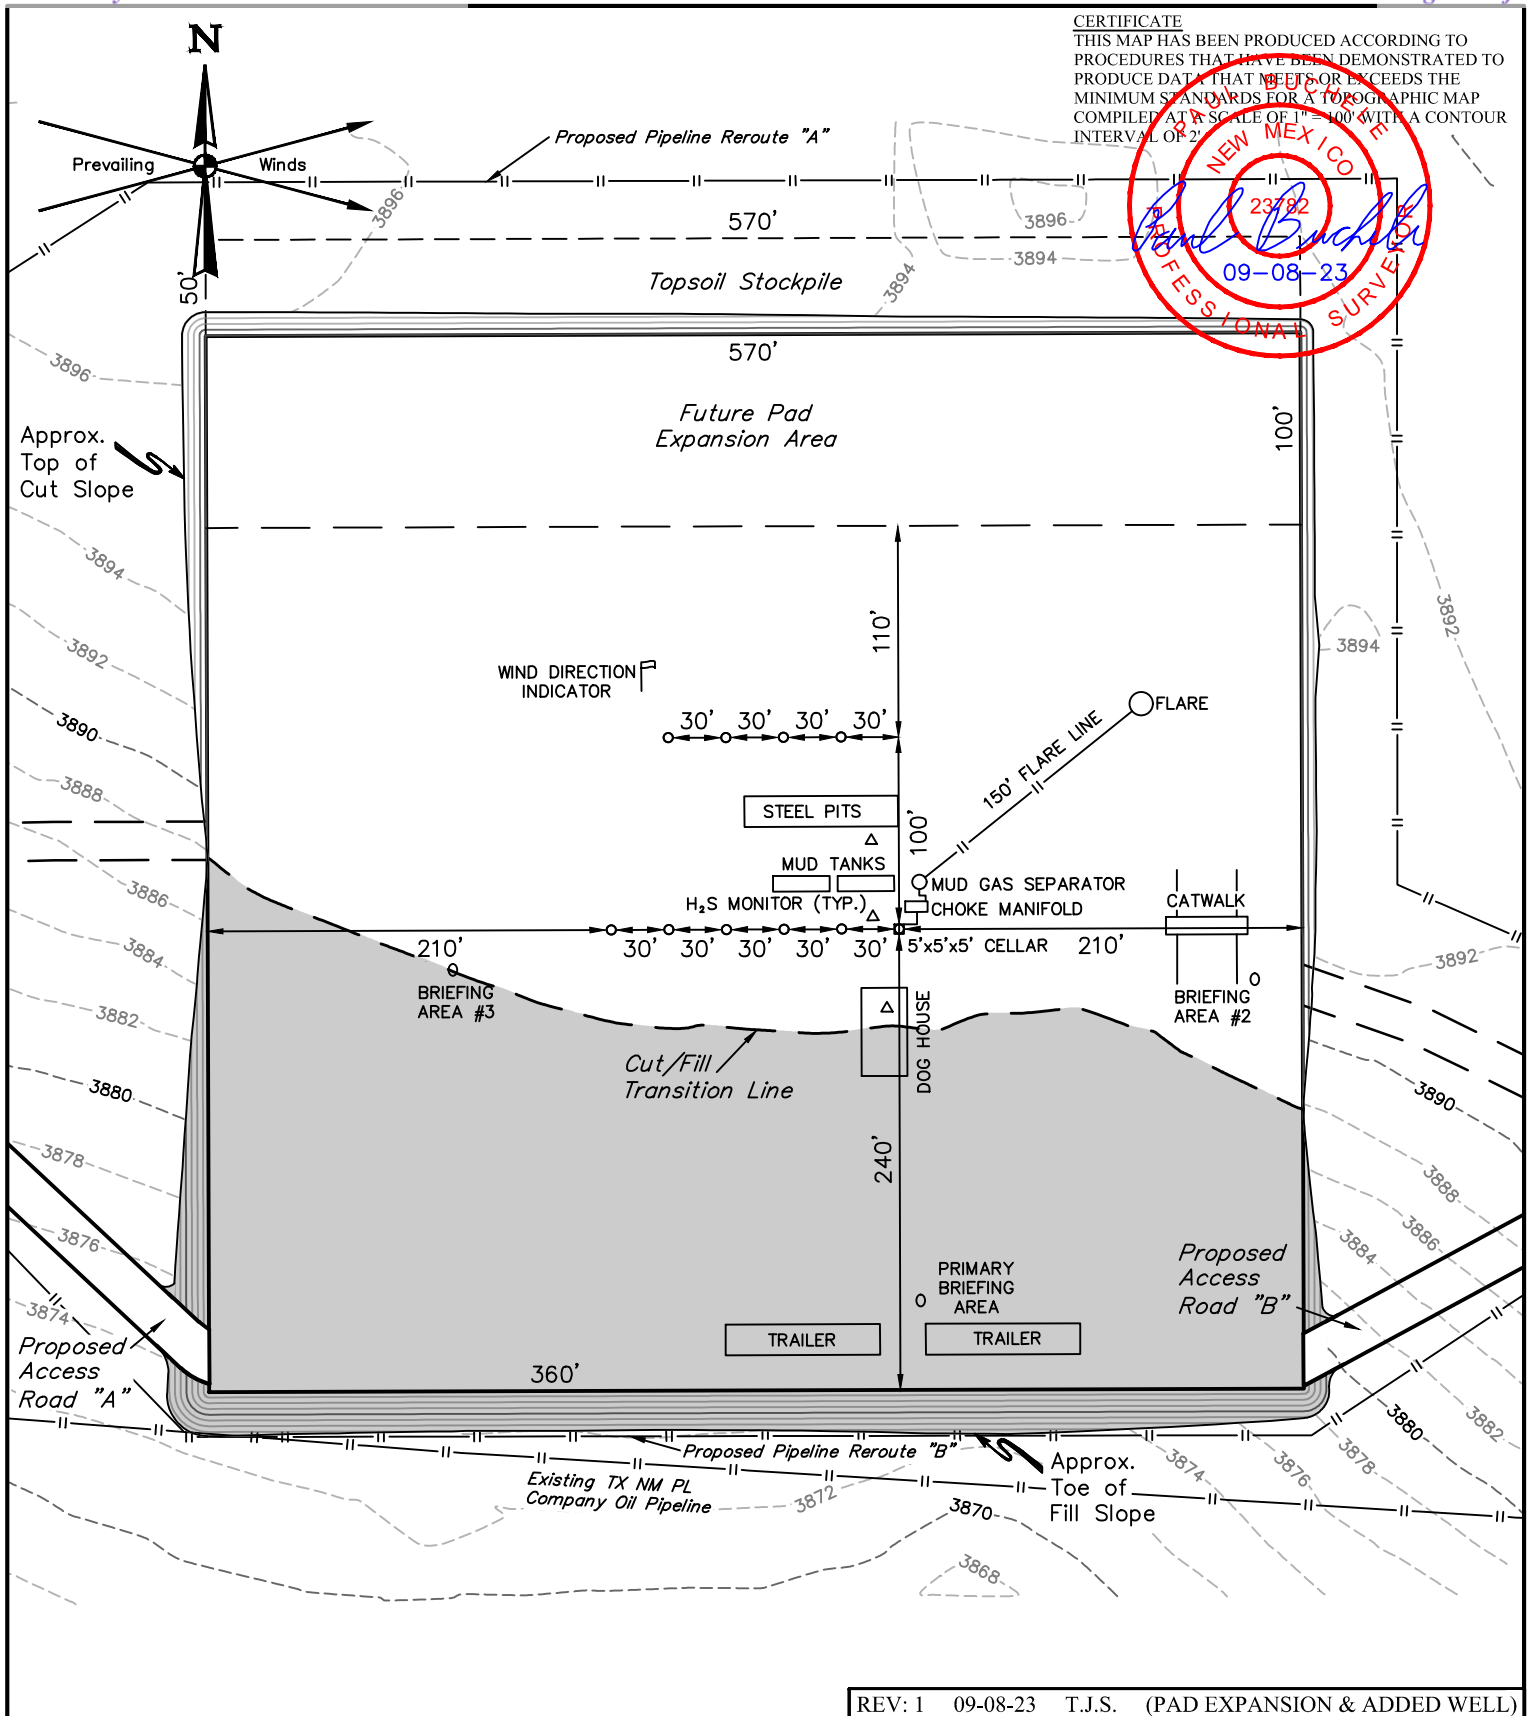 CERTIFICATE
THIS MAP HAS BEEN PRODUCED ACCORDING TO
PROCEDURES THAT HAVE BEEN DEMONSTRATED TO
PRODUCE DATA THAT MEETS OR EXCEEDS THE
MINIMUM STANDARDS FOR A TOPOGRAPHIC MAP
COMPILED AT A SCALE OF 1" = 100' WITH A CONTOUR
INTERVAL OF 2'
PAUL BUCHELE
NEW MEXICO
23782
Paul Buchele
09-08-23
PROFESSIONAL SURVEYOR
N
Prevailing Winds
Proposed Pipeline Reroute "A"
3896
570'
3896
3894
50'
Topsoil Stockpile
3894
570'
3896
Future Pad
Expansion Area
100'
Approx.
Top of
Cut Slope
3894
3892
110'
3892
3894
WIND DIRECTION
INDICATOR
FLARE
30' 30' 30' 30'
3890
150' FLARE LINE
3888
STEEL PITS
100'
MUD TANKS
3886
MUD GAS SEPARATOR
H₂S MONITOR (TYP.)
CHOKE MANIFOLD
CATWALK
210'
30' 30' 30' 30' 30'
5'x5'x5' CELLAR
210'
3884
3892
BRIEFING
AREA #3
BRIEFING
AREA #2
3882
DOG HOUSE
Cut/Fill
Transition Line
3880
3890
240'
3878
3888
3876
3886
3884
Proposed
Access
Road "B"
PRIMARY
BRIEFING
AREA
3874
TRAILER
TRAILER
Proposed
Access
Road "A"
360'
3882
3880
Proposed Pipeline Reroute "B"
Approx.
Toe of
Fill Slope
3874
3876
3878
Existing TX NM PL
Company Oil Pipeline
3872
3870
3868
REV: 1 09-08-23 T.J.S. (PAD EXPANSION & ADDED WELL)